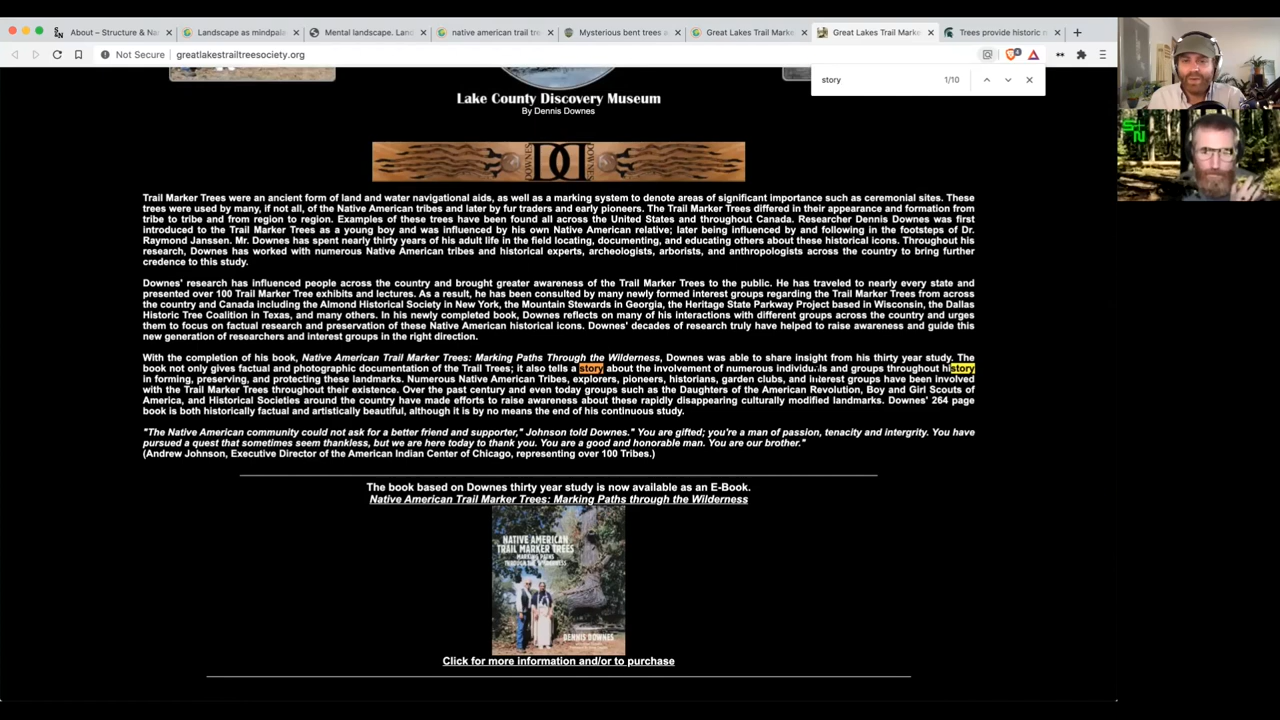 About – Structure & Na
Landscape as mindpala
Mental landscape. Land
native american trail tre
Mysterious bent trees a
Great Lakes Trail Marke
Great Lakes Trail Marke
Trees provide historic n
Not Secure
greatlakestrailtreesociety.org
story
1/10
Lake County Discovery Museum
By Dennis Downes
DOWNES
DOWNES
Trail Marker Trees were an ancient form of land and water navigational aids, as well as a marking system to denote areas of significant importance such as ceremonial sites. These
trees were used by many, if not all, of the Native American tribes and later by fur traders and early pioneers. The Trail Marker Trees differed in their appearance and formation from
tribe to tribe and from region to region. Examples of these trees have been found all across the United States and throughout Canada. Researcher Dennis Downes was first
introduced to the Trail Marker Trees as a young boy and was influenced by his own Native American relative; later being influenced by and following in the footsteps of Dr.
Raymond Janssen. Mr. Downes has spent nearly thirty years of his adult life in the field locating, documenting, and educating others about these historical icons. Throughout his
research, Downes has worked with numerous Native American tribes and historical experts, archeologists, arborists, and anthropologists across the country to bring further
credence to this study.
Downes' research has influenced people across the country and brought greater awareness of the Trail Marker Trees to the public. He has traveled to nearly every state and
presented over 100 Trail Marker Tree exhibits and lectures. As a result, he has been consulted by many newly formed interest groups regarding the Trail Marker Trees from across
the country and Canada including the Almond Historical Society in New York, the Mountain Stewards in Georgia, the Heritage State Parkway Project based in Wisconsin, the Dallas
Historic Tree Coalition in Texas, and many others. In his newly completed book, Downes reflects on many of his interactions with different groups across the country and urges
them to focus on factual research and preservation of these Native American historical icons. Downes' decades of research truly have helped to raise awareness and guide this
new generation of researchers and interest groups in the right direction.
With the completion of his book, Native American Trail Marker Trees: Marking Paths Through the Wilderness, Downes was able to share insight from his thirty year study. The
book not only gives factual and photographic documentation of the Trail Trees; it also tells a story about the involvement of numerous individuals and groups throughout history
in forming, preserving, and protecting these landmarks. Numerous Native American Tribes, explorers, pioneers, historians, garden clubs, and interest groups have been involved
with the Trail Marker Trees throughout their existence. Over the past century and even today groups such as the Daughters of the American Revolution, Boy and Girl Scouts of
America, and Historical Societies around the country have made efforts to raise awareness about these rapidly disappearing culturally modified landmarks. Downes' 264 page
book is both historically factual and artistically beautiful, although it is by no means the end of his continuous study.
"The Native American community could not ask for a better friend and supporter," Johnson told Downes." You are gifted; you're a man of passion, tenacity and intergrity. You have
pursued a quest that sometimes seem thankless, but we are here today to thank you. You are a good and honorable man. You are our brother."
(Andrew Johnson, Executive Director of the American Indian Center of Chicago, representing over 100 Tribes.)
The book based on Downes thirty year study is now available as an E-Book.
Native American Trail Marker Trees: Marking Paths through the Wilderness
NATIVE AMERICAN
TRAIL MARKER TREES
MARKING PATHS
THROUGH THE WILDERNESS
DENNIS DOWNES
Click for more information and/or to purchase